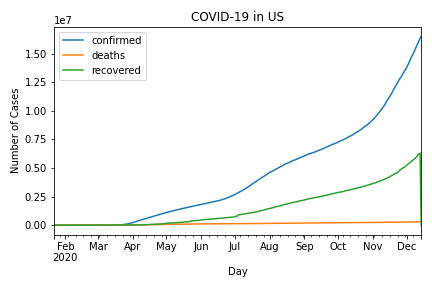 COVID-19 in US
1e7
confirmed
deaths
recovered
1.50
1.25
1.00
0.75
0.50
0.25
0.00
Number of Cases
Feb Mar Apr May Jun Jul Aug Sep Oct Nov Dec
2020
Day